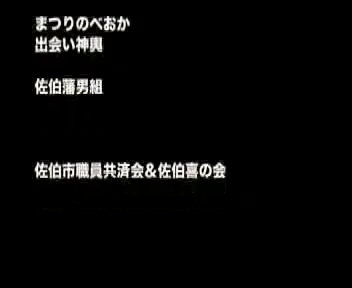 まつりのべおか
出会い神輿
佐伯藩男組
佐伯市職員共済会＆佐伯喜の会